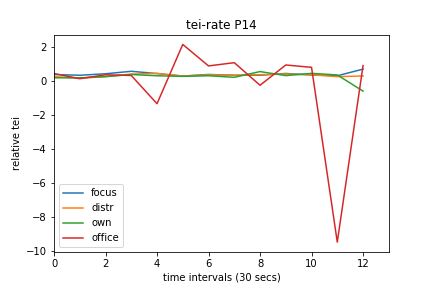 tei-rate P14
relative tei
2
0
−2
−4
−6
−8
−10
focus
distr
own
office
0 2 4 6 8 10 12
time intervals (30 secs)